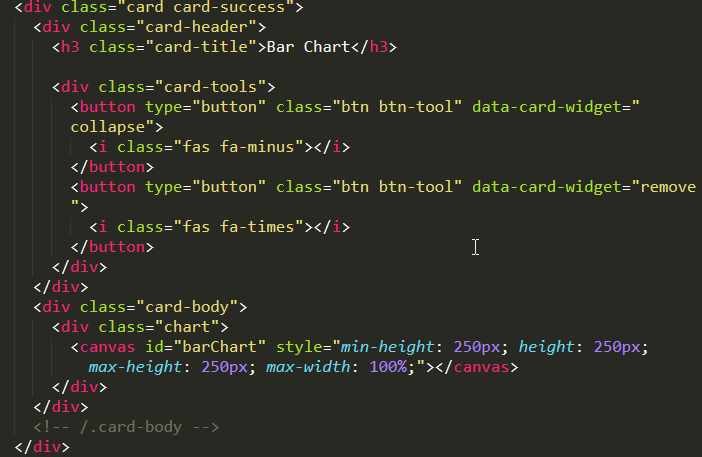 <div class="card card-success">
<div class="card-header">
<h3 class="card-title">Bar Chart</h3>
<div class="card-tools">
<button type="button" class="btn btn-tool" data-card-widget="
collapse">
<i class="fas fa-minus"></i>
</button>
<button type="button" class="btn btn-tool" data-card-widget="remove
">
<i class="fas fa-times"></i>
</button>
</div>
</div>
<div class="card-body">
<div class="chart">
<canvas id="barChart" style="min-height: 250px; height: 250px;
max-height: 250px; max-width: 100%;"></canvas>
</div>
</div>
<!-- /.card-body -->
</div>